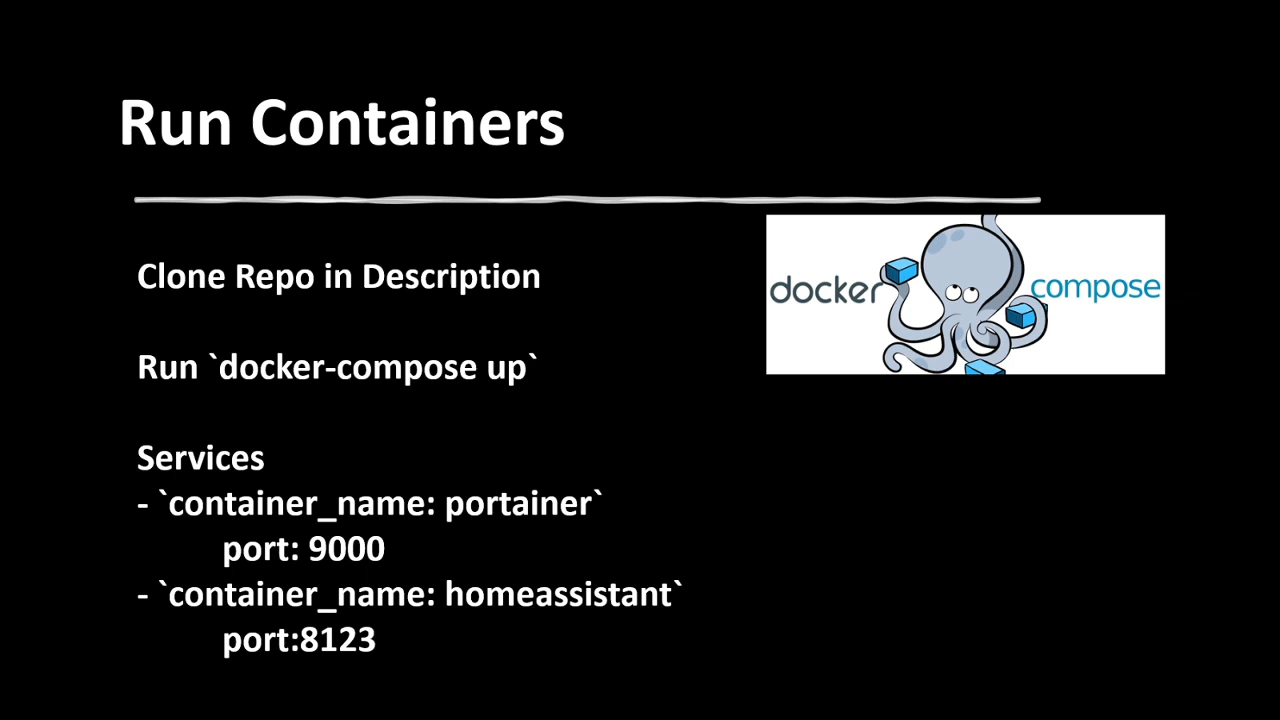 Run Containers
docker compose
Clone Repo in Description
Run `docker-compose up`
Services
- `container_name: portainer`
port: 9000
- `container_name: homeassistant`
port:8123